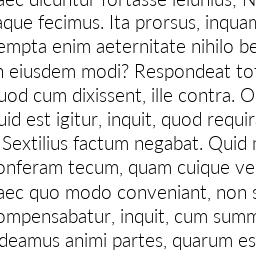 aec dicuntur fortasse ieiunius, N
aque fecimus. Ita prorsus, inquam
empta enim aeternitate nihilo be
n eiusdem modi? Respondeat tot
uod cum dixissent, ille contra. O
uid est igitur, inquit, quod requir
Sextilius factum negabat. Quid n
onferam tecum, quam cuique ve
aec quo modo conveniant, non s
ompensabatur, inquit, cum summ
deamus animi partes, quarum es